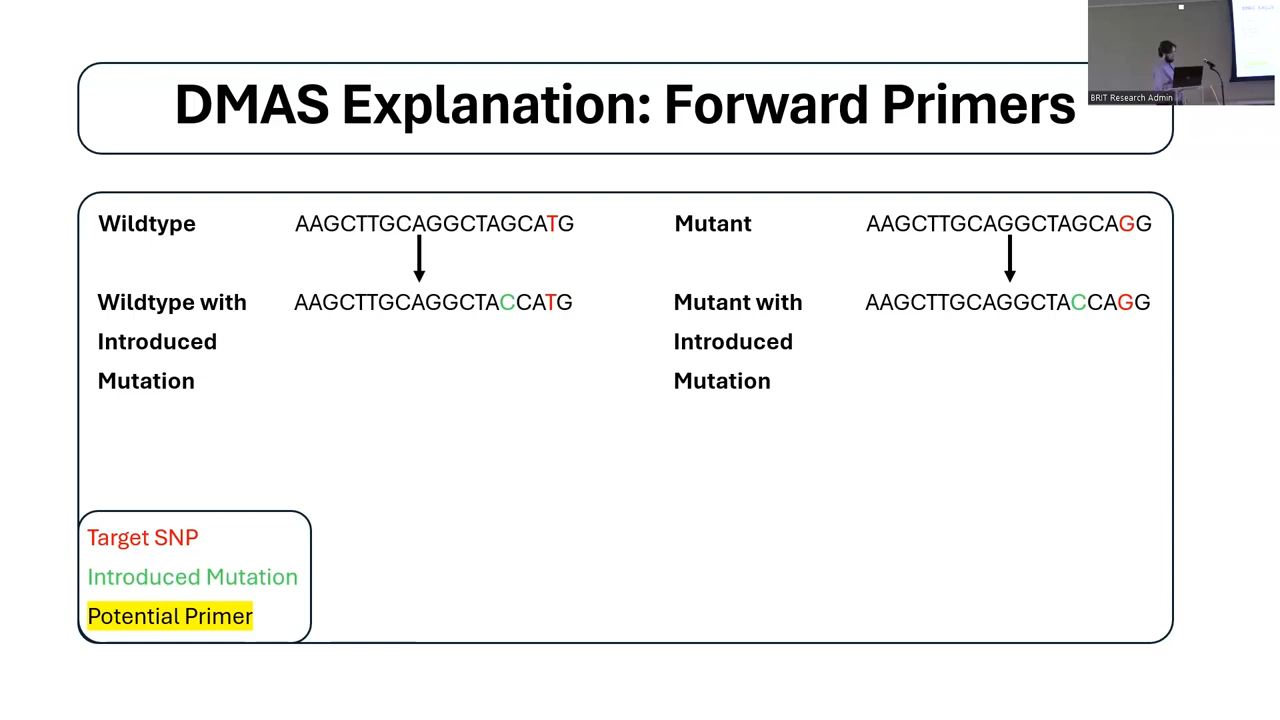 DMAS Explanation: Forward Primers
BRIT Research Admin
Wildtype AAGCTTGCAGGCTAGCATG
Mutant AAGCTTGCAGGCTAGCAGG
Wildtype with AAGCTTGCAGGCTACCATG
Introduced
Mutation
Mutant with AAGCTTGCAGGCTACCAGG
Introduced
Mutation
Target SNP
Introduced Mutation
Potential Primer